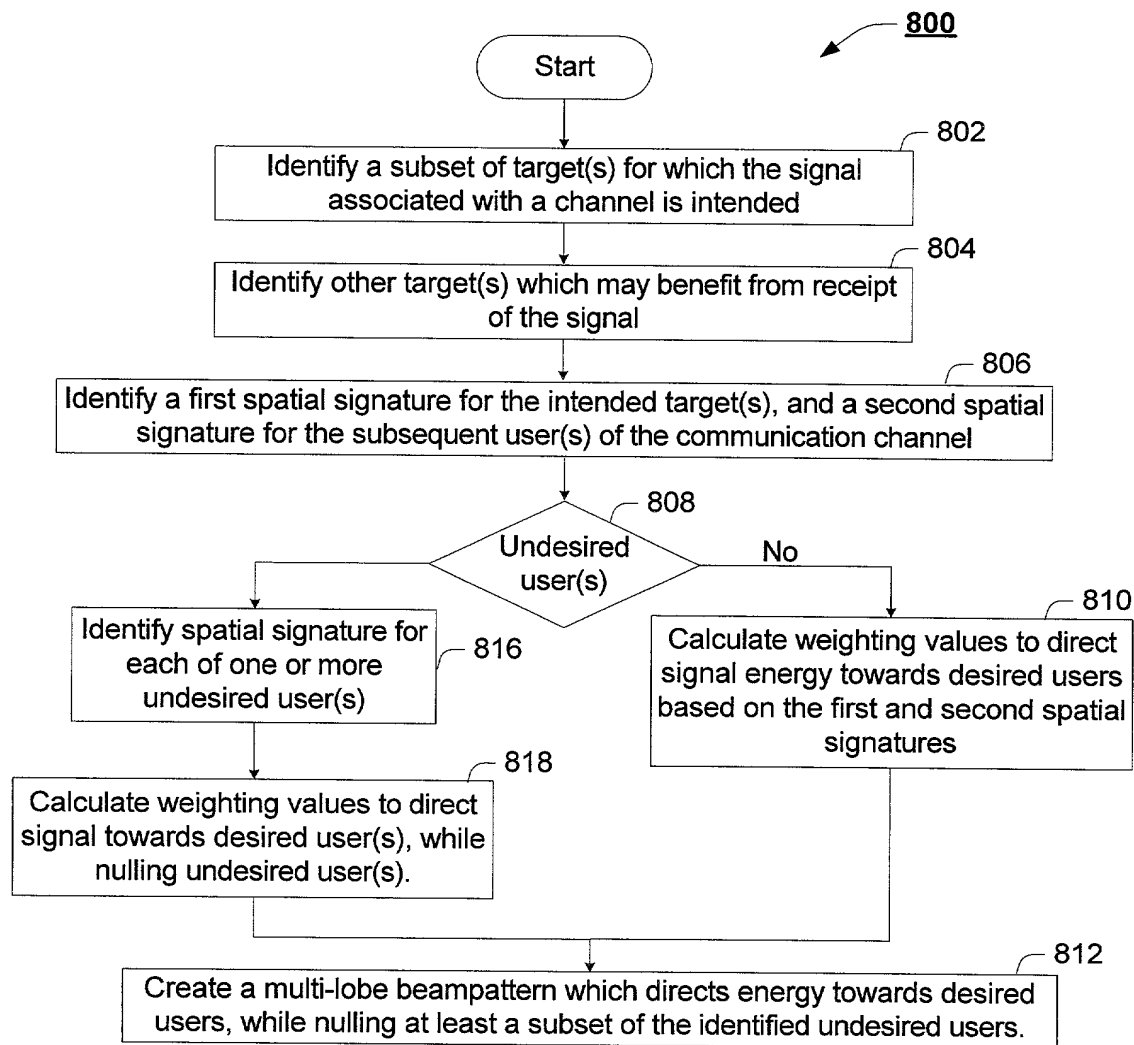 800
Start
802
Identify a subset of target(s) for which the signal
associated with a channel is intended
804
Identify other target(s) which may benefit from receipt
of the signal
806
Identify a first spatial signature for the intended target(s), and a second spatial
signature for the subsequent user(s) of the communication channel
808
Undesired
user(s)
No
816
Identify spatial signature for
each of one or more
undesired user(s)
810
Calculate weighting values to direct
signal energy towards desired users
based on the first and second spatial
signatures
818
Calculate weighting values to direct
signal towards desired user(s), while
nulling undesired user(s).
812
Create a multi-lobe beampattern which directs energy towards desired
users, while nulling at least a subset of the identified undesired users.